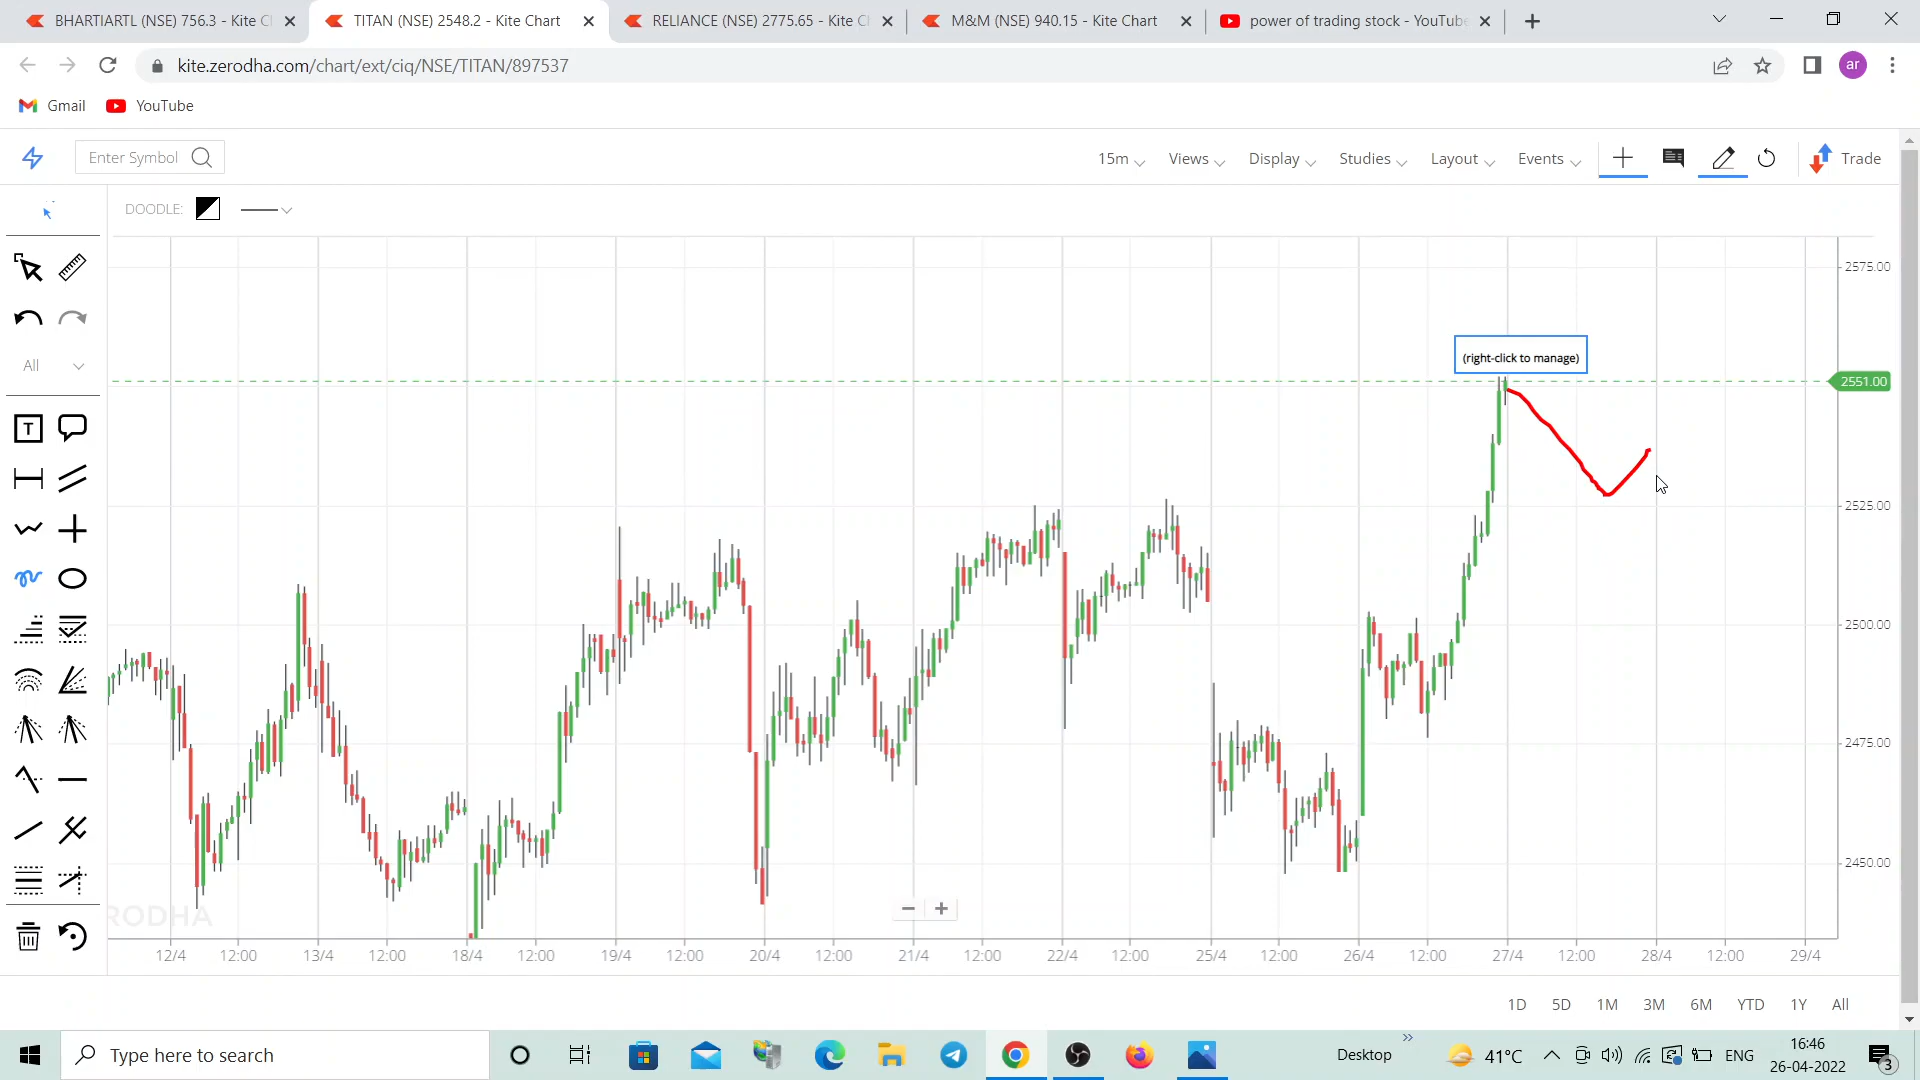 BHARTIARTL (NSE) 756.3 - Kite C
TITAN (NSE) 2548.2 - Kite Chart
RELIANCE (NSE) 2775.65 - Kite C
M&M (NSE) 940.15 - Kite Chart
power of trading stock - YouTube
kite.zerodha.com/chart/ext/ciq/NSE/TITAN/897537
ar
Gmail
YouTube
Enter Symbol
15m
Views
Display
Studies
Layout
Events
Trade
DOODLE:
2575.00
(right-click to manage)
All
2551.00
T
2525.00
2500.00
2475.00
2450.00
RODHA
12/4 12:00 13/4 12:00 18/4 12:00 19/4 12:00 20/4 12:00 21/4 12:00 22/4 12:00 25/4 12:00 26/4 12:00 27/4 12:00 28/4 12:00 29/4
1D 5D 1M 3M 6M YTD 1Y All
Type here to search
Desktop
41°C
ENG
16:46
26-04-2022
3